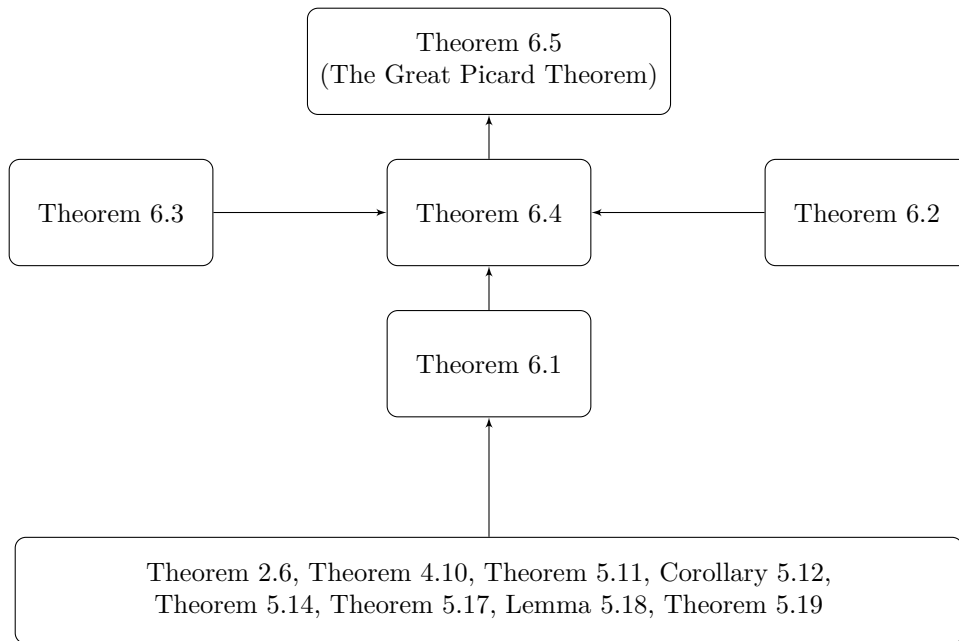 Theorem 6.5
(The Great Picard Theorem)
Theorem 6.3
Theorem 6.4
Theorem 6.2
Theorem 6.1
Theorem 2.6, Theorem 4.10, Theorem 5.11, Corollary 5.12,
Theorem 5.14, Theorem 5.17, Lemma 5.18, Theorem 5.19